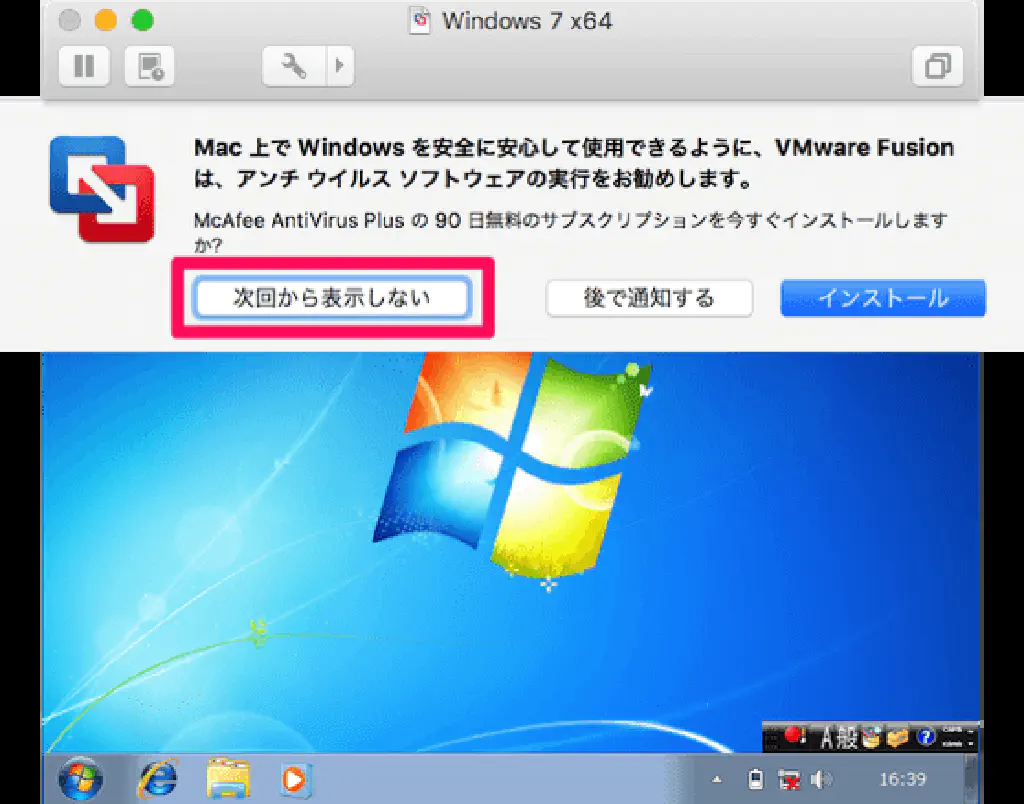 Windows 7 x64
Mac 上で Windows を安全に安心して使用できるように、VMware Fusion
は、アンチ ウイルス ソフトウェアの実行をお勧めします。
McAfee AntiVirus Plus の 90 日無料のサブスクリプションを今すぐインストールします
か?
次回から表示しない
後で通知する
インストール
A 般
CAPS
KANA
16:39